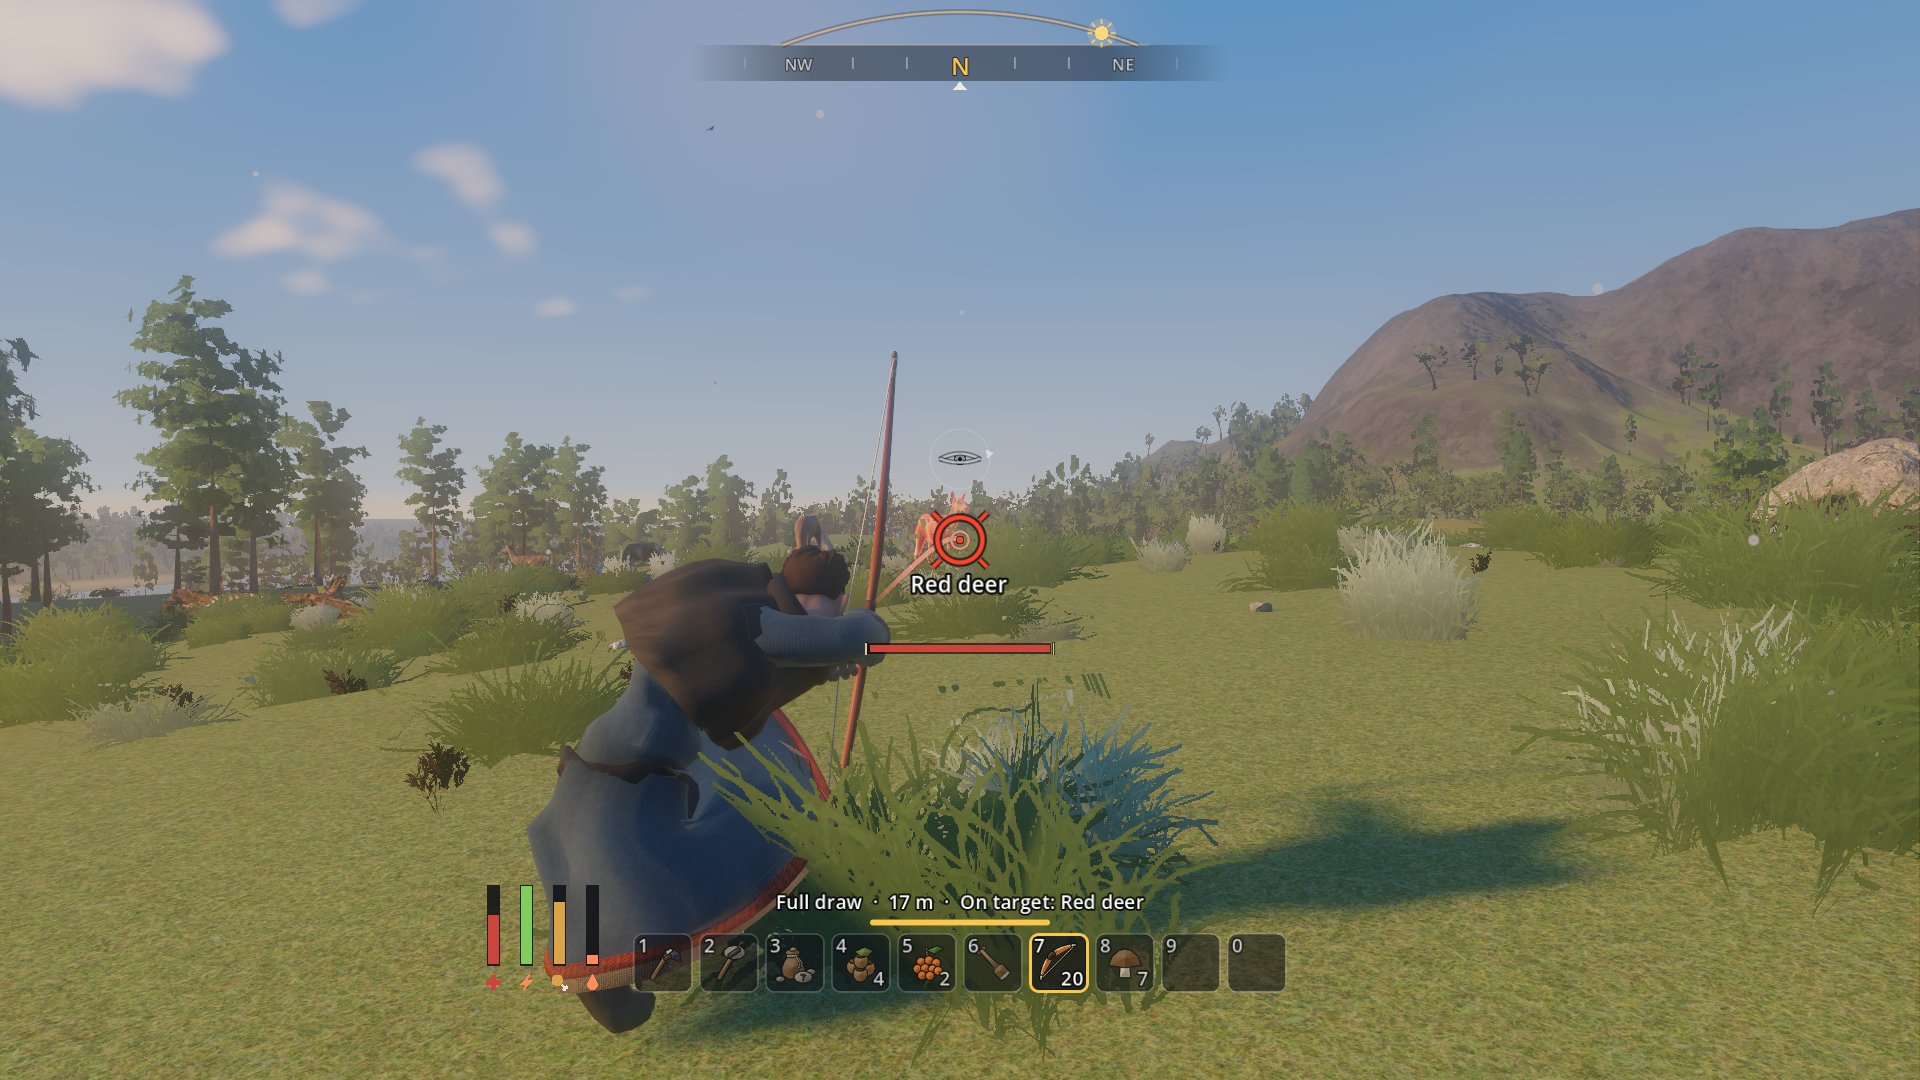 NW N NE
Red deer
Full draw · 17 m · On target: Red deer
1 2 3 4 5 6 7 8 9 0
4 2 20 7